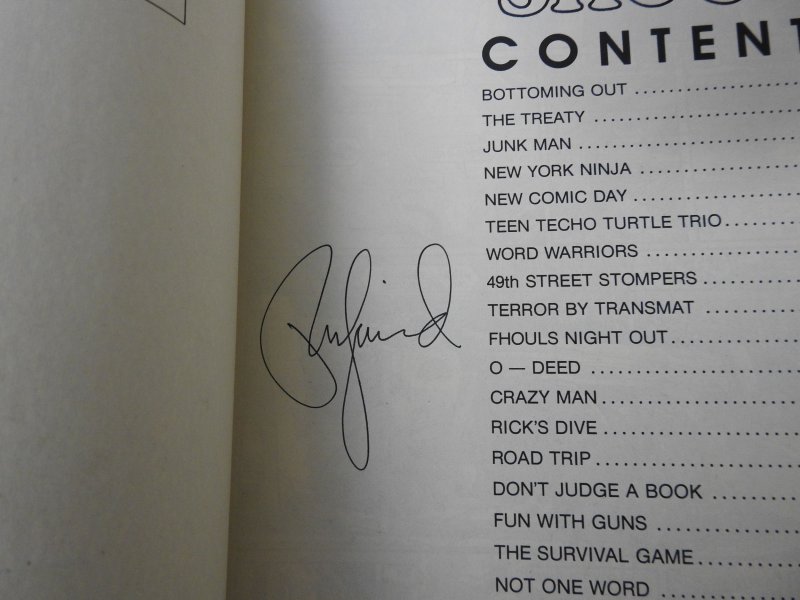 CONTENT
BOTTOMING OUT ................
THE TREATY .....................
JUNK MAN ......................
NEW YORK NINJA ................
NEW COMIC DAY ................
TEEN TECHO TURTLE TRIO........
WORD WARRIORS ...............
49th STREET STOMPERS ..........
TERROR BY TRANSMAT ..........
FHOULS NIGHT OUT.............
O — DEED .....................
CRAZY MAN ....................
RICK'S DIVE ....................
ROAD TRIP.....................
DON'T JUDGE A BOOK .........
FUN WITH GUNS ...............
THE SURVIVAL GAME...........
NOT ONE WORD ..............